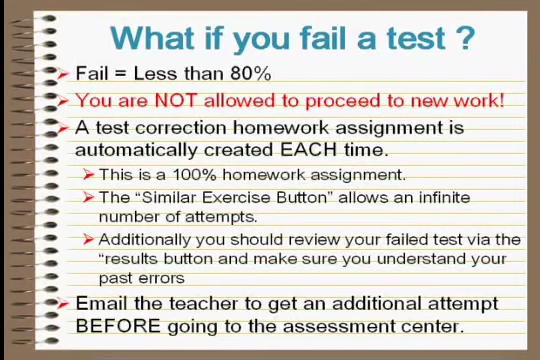 What if you fail a test ?
Fail = Less than 80%
You are NOT allowed to proceed to new work!
A test correction homework assignment is
automatically created EACH time.
This is a 100% homework assignment.
The “Similar Exercise Button” allows an infinite
number of attempts.
Additionally you should review your failed test via the
“results button and make sure you understand your
past errors
Email the teacher to get an additional attempt
BEFORE going to the assessment center.